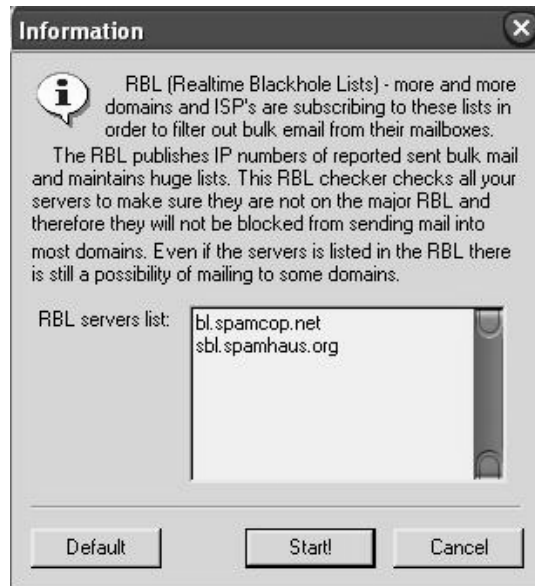 Information
RBL (Realtime Blackhole Lists) - more and more
domains and ISP's are subscribing to these lists in
order to filter out bulk email from their mailboxes.
The RBL publishes IP numbers of reported sent bulk mail
and maintains huge lists. This RBL checker checks all your
servers to make sure they are not on the major RBL and
therefore they will not be blocked from sending mail into
most domains. Even if the servers is listed in the RBL there
is still a possibility of mailing to some domains.
RBL servers list:
bl.spamcop.net
sbl.spamhaus.org
Default
Start!
Cancel